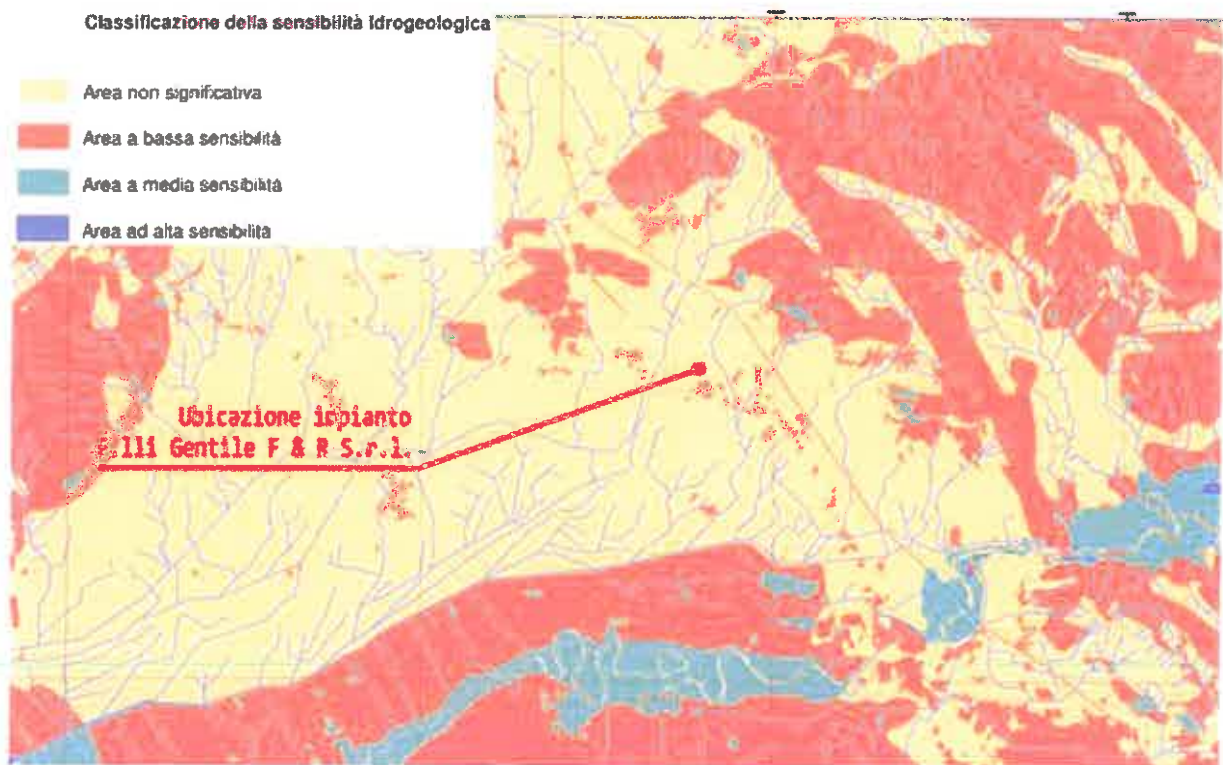 Classificazione della sensibilità idrogeologica
Area non significativa
Area a bassa sensibilità
Area a media sensibilità
Area ad alta sensibilità
Ubicazione impianto
F.lli Gentile F & R S.r.l.